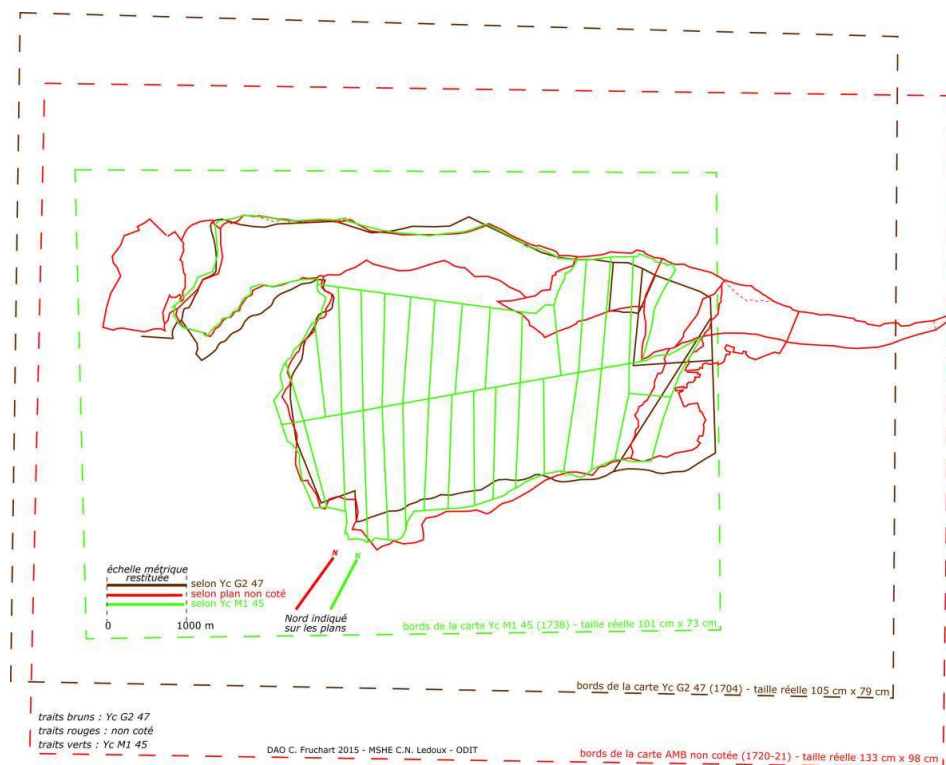 N
N
échelle métrique
restituée
selon Yc G2 47
selon plan non coté
selon Yc M1 45
0
1000 m
Nord indiqué
sur les plans
bords de la carte Yc M1 45 (1738) - taille réelle 101 cm x 73 cm
bords de la carte Yc G2 47 (1704) - taille réelle 105 cm x 79 cm
traits bruns : Yc G2 47
traits rouges : non coté
traits verts : Yc M1 45
DAO C. Fruchart 2015 - MSHE C.N. Ledoux - ODIT
bords de la carte AMB non cotée (1720-21) - taille réelle 133 cm x 98 cm